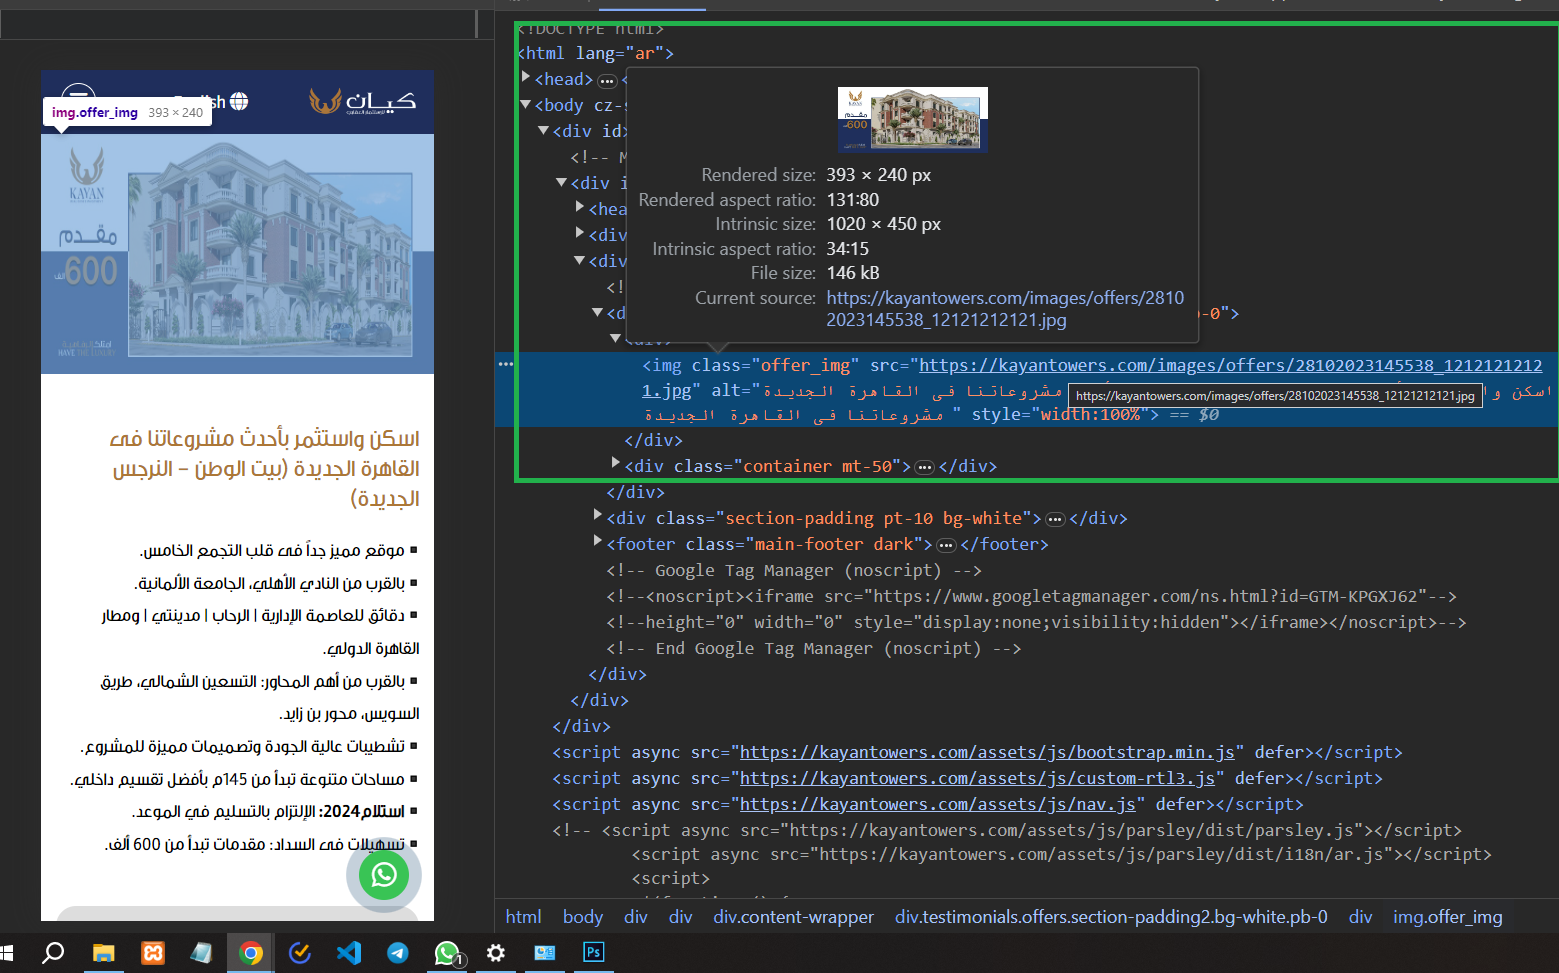 English
كيان
img.offer_img 393 × 240
KAYAN
مقدم
600
الف
HAVE THE LUXURY
اسكن واستثمر بأحدث مشروعاتنا فى
القاهرة الجديدة (بيت الوطن – النرجس
الجديدة)
موقع مميز جداً فى قلب التجمع الخامس.
بالقرب من النادي الأهلي، الجامعة الألمانية.
دقائق للعاصمة الإدارية | الرحاب | مدينتي | ومطار
القاهرة الدولي.
بالقرب من أهم المحاور: التسعين الشمالي، طريق
السويس، محور بن زايد.
تشطيبات عالية الجودة وتصميمات مميزة للمشروع.
مساحات متنوعة تبدأ من 145م بأفضل تقسيم داخلي.
استلام2024: الإلتزام بالتسليم في الموعد.
تسهيلات فى السداد: مقدمات تبدأ من 600 ألف.
<!DOCTYPE html>
<html lang="ar">
<head>
<body cz-s
<div id>
<!-- M
<div i
<hea
<div
<div
<!
<d
o-0">
<div>
Rendered size: 393 × 240 px
Rendered aspect ratio: 131:80
Intrinsic size: 1020 × 450 px
Intrinsic aspect ratio: 34:15
File size: 146 kB
Current source: https://kayantowers.com/images/offers/2810
2023145538_12121212121.jpg
<img class="offer_img" src="https://kayantowers.com/images/offers/28102023145538_1212121212
1.jpg" alt="اسكن وا مشروعاتنا فى القاهرة الجديدة
https://kayantowers.com/images/offers/28102023145538_12121212121.jpg
مشروعاتنا فى القاهرة الجديدة " style="width:100%"> == $0
</div>
<div class="container mt-50"> </div>
</div>
<div class="section-padding pt-10 bg-white"> </div>
<footer class="main-footer dark"> </footer>
<!-- Google Tag Manager (noscript) -->
<!--<noscript><iframe src="https://www.googletagmanager.com/ns.html?id=GTM-KPGXJ62"-->
<!--height="0" width="0" style="display:none;visibility:hidden"></iframe></noscript>-->
<!-- End Google Tag Manager (noscript) -->
</div>
</div>
</div>
<script async src="https://kayantowers.com/assets/js/bootstrap.min.js" defer></script>
<script async src="https://kayantowers.com/assets/js/custom-rtl3.js" defer></script>
<script async src="https://kayantowers.com/assets/js/nav.js" defer></script>
<!-- <script async src="https://kayantowers.com/assets/js/parsley/dist/parsley.js"></script>
<script async src="https://kayantowers.com/assets/js/parsley/dist/i18n/ar.js"></script>
<script>
html body div div div.content-wrapper div.testimonials.offers.section-padding2.bg-white.pb-0 div img.offer_img
1
Ps